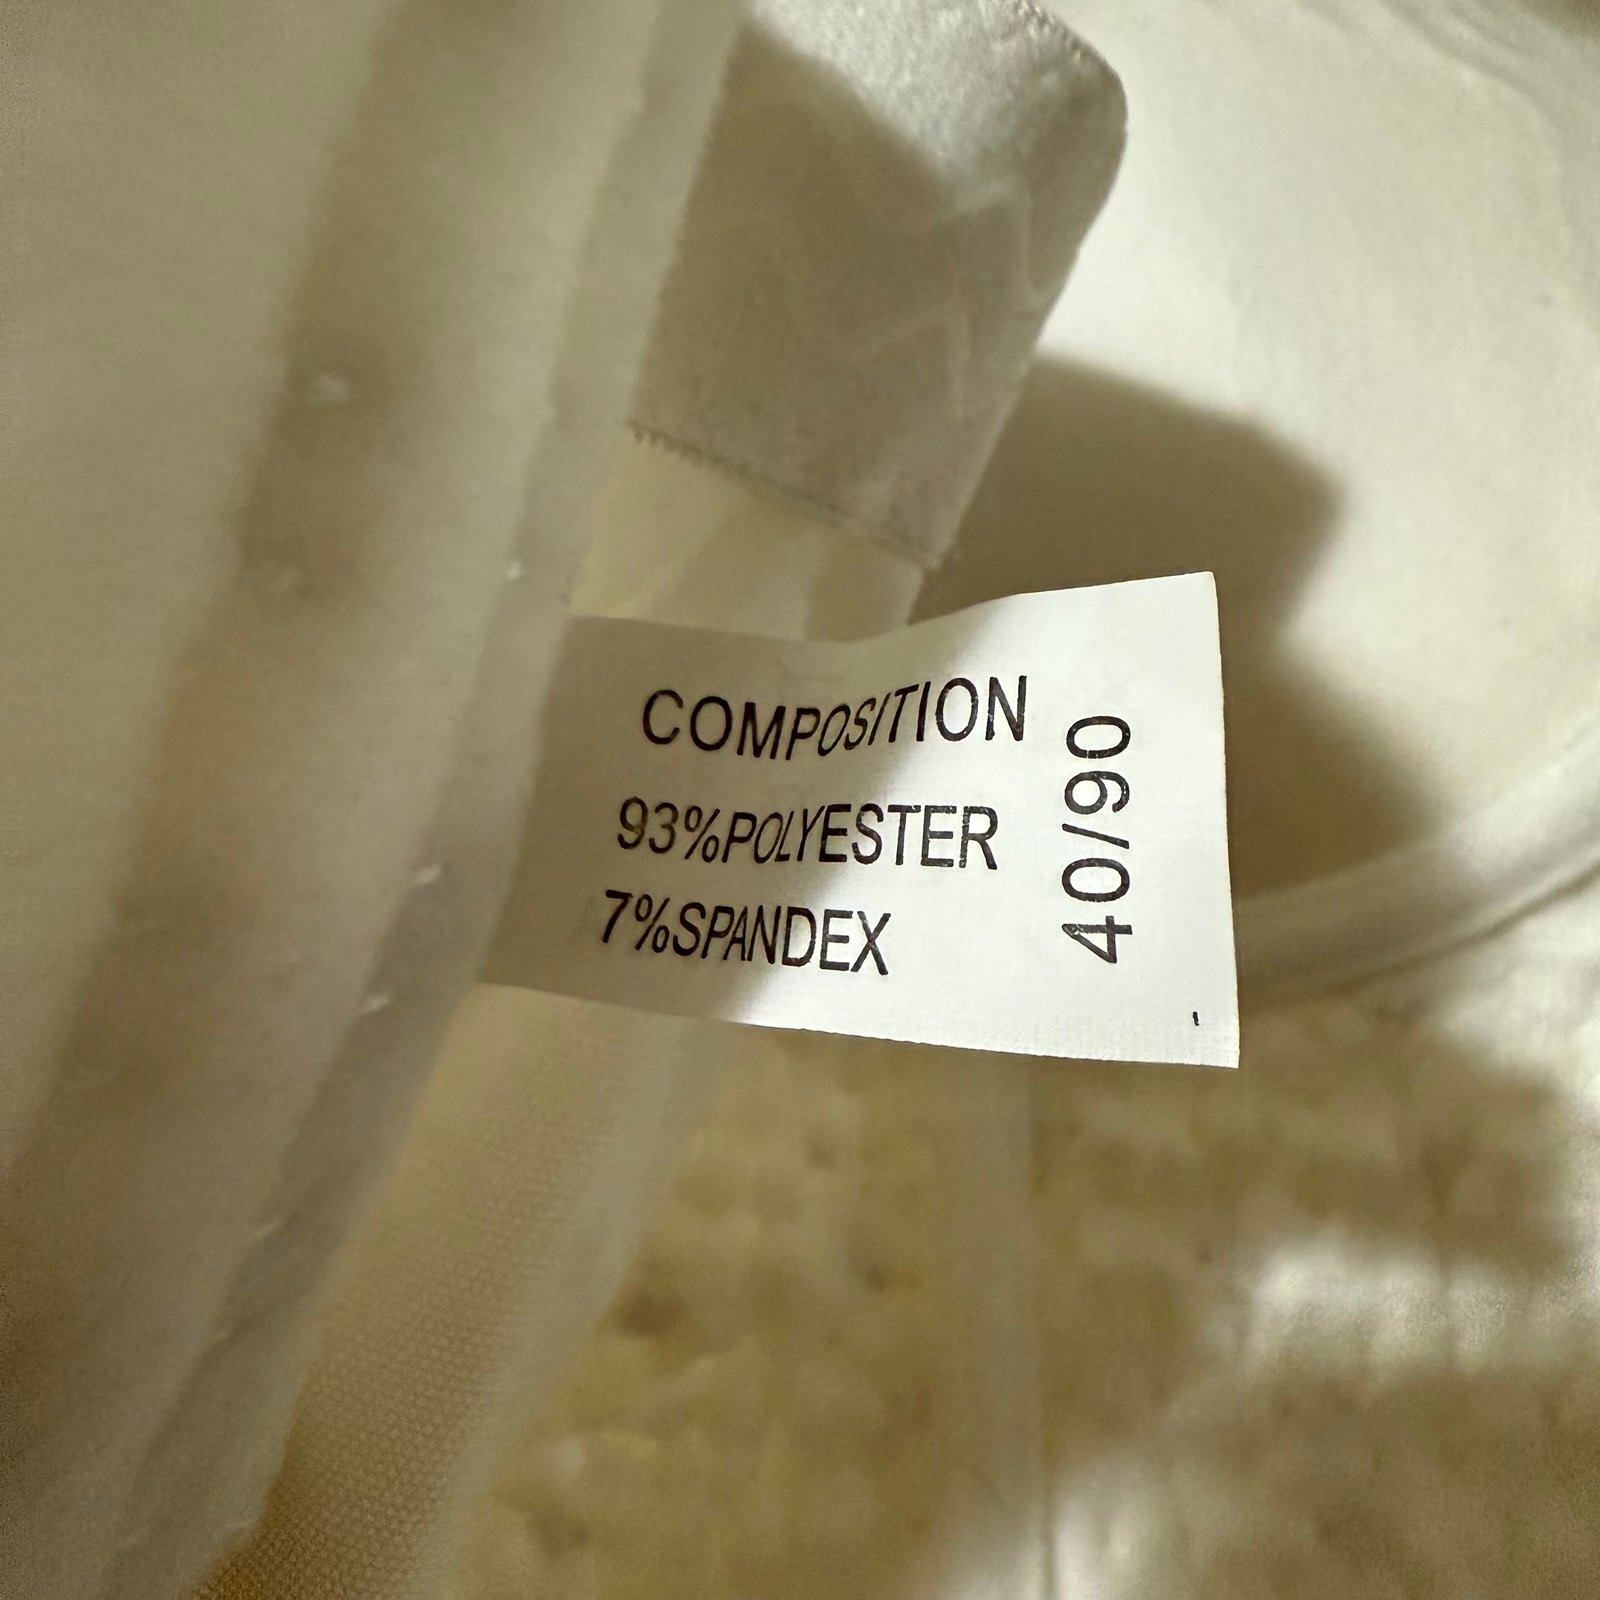 COMPOSITION
93%POLYESTER
7%SPANDEX
40/90